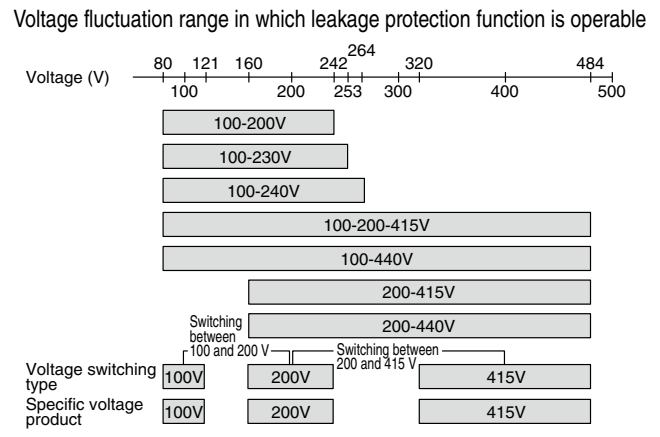 Voltage fluctuation range in which leakage protection function is operable
264
80 121 160 242 320 484
Voltage (V)
100 200 253 300 400 500
100-200V
100-230V
100-240V
100-200-415V
100-440V
200-415V
200-440V
Switching
between
100 and 200 V
Switching between
200 and 415 V
Voltage switching
type
100V 200V 415V
Specific voltage
product
100V 200V 415V